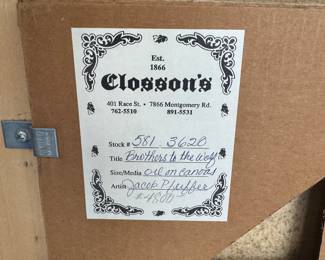 Est.
1866
Closson's
401 Race St. • 7866 Montgomery Rd.
762-5510 891-5531
Stock # 581 3620
Title Brothers to the Wolf
Size/Media oil on canvas
Artist Jacob Pfeiffer
$4800